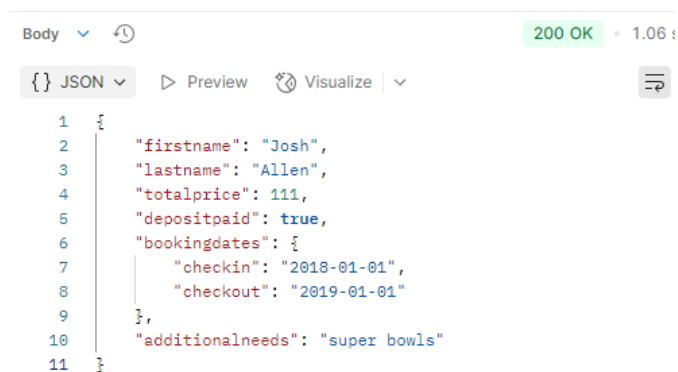 Body 200 OK • 1.06 s
{} JSON Preview Visualize
1 {
2 "firstname": "Josh",
3 "lastname": "Allen",
4 "totalprice": 111,
5 "depositpaid": true,
6 "bookingdates": {
7 "checkin": "2018-01-01",
8 "checkout": "2019-01-01"
9 },
10 "additionalneeds": "super bowls"
11 }